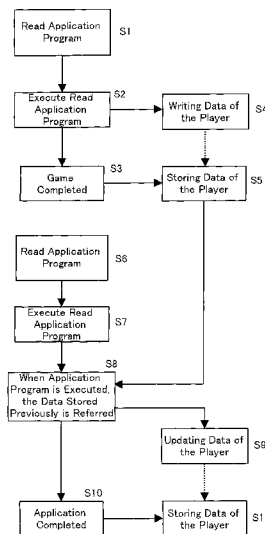 Read Application
Program
S1
Execute Read
Application
Program
S2
Writing Data of
the Player
S4
Game
Completed
S3
Storing Data of
the Player
S5
Read Application
Program
S6
Execute Read
Application
Program
S7
S8
When Application
Program is Executed,
the Data Stored
Previously is Referred
Updating Data of
the Player
S9
S10
Application
Completed
Storing Data of
the Player